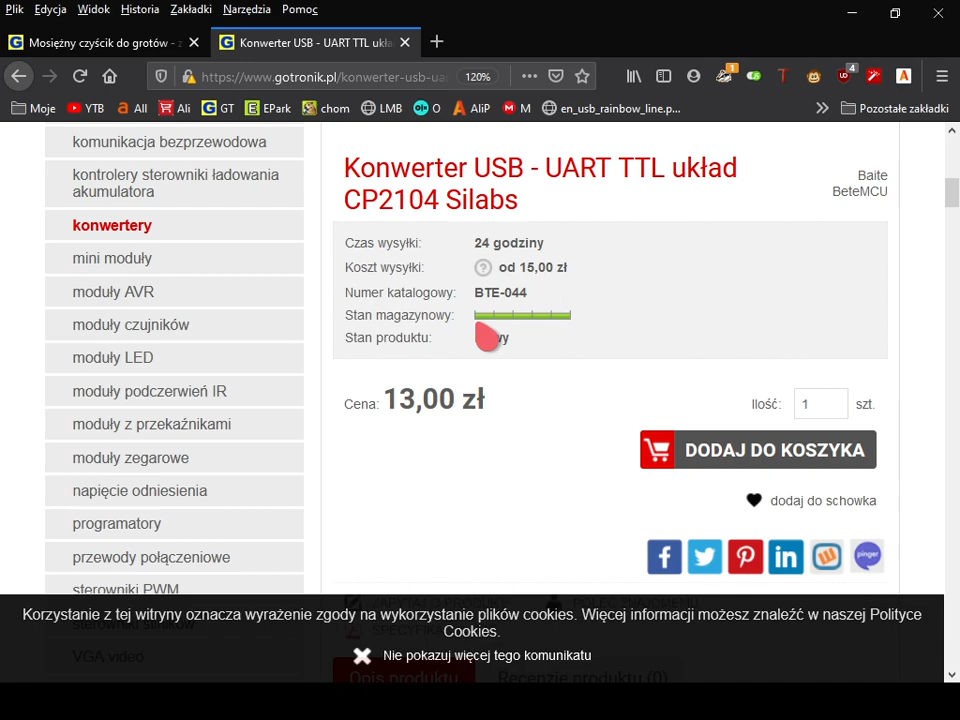 Plik Edycja Widok Historia Zakładki Narzędzia Pomoc
Mosiężny czyścik do grotów - z
Konwerter USB - UART TTL ukła
https://www.gotronik.pl/konwerter-usb-ua
120%
Moje YTB All Ali GT EPark chom LMB O AliP M en_usb_rainbow_line.p... Pozostałe zakładki
komunikacja bezprzewodowa
kontrolery sterowniki ładowania
akumulatora
konwertery
mini moduły
moduły AVR
moduły czujników
moduły LED
moduły podczerwień IR
moduły z przekaźnikami
moduły zegarowe
napięcie odniesienia
programatory
przewody połączeniowe
sterowniki PWM
sterowniki silników
VGA video
Konwerter USB - UART TTL układ
CP2104 Silabs
Baite
BeteMCU
Czas wysyłki: 24 godziny
Koszt wysyłki: ? od 15,00 zł
Numer katalogowy: BTE-044
Stan magazynowy:
Stan produktu:
Cena: 13,00 zł
Ilość: 1 szt.
DODAJ DO KOSZYKA
dodaj do schowka
pinger
Korzystanie z tej witryny oznacza wyrażenie zgody na wykorzystanie plików cookies. Więcej informacji możesz znaleźć w naszej Polityce
Cookies.
Nie pokazuj więcej tego komunikatu
Opis produktu Recenzje produktu (0)